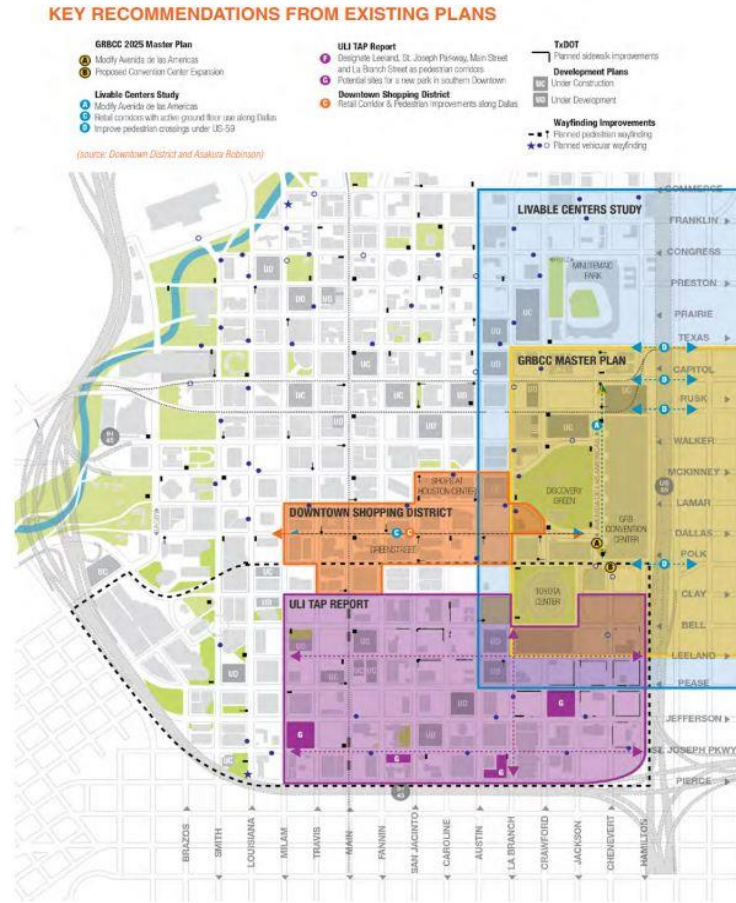 KEY RECOMMENDATIONS FROM EXISTING PLANS
GRBCC 2025 Master Plan
A Modify Avenida de las Americas
B Proposed Convention Center Expansion
Livable Centers Study
A Modify Avenida de las Americas
C Retail corridors with active ground floor use along Dallas
D Improve pedestrian crossings under US-59
(source: Downtown District and Asakura Robinson)
ULI TAP Report
F Designate Leeland, St. Joseph Parkway, Main Street
and La Branch Street as pedestrian corridors
G Potential sites for a new park in southern Downtown
Downtown Shopping District
C Retail Corridor & Pedestrian Improvements along Dallas
TxDOT
Planned sidewalk improvements
Development Plans
UC Under Construction
UD Under Development
Wayfinding Improvements
Planned pedestrian wayfinding
Planned vehicular wayfinding
LIVABLE CENTERS STUDY
COMMERCE
FRANKLIN
CONGRESS
MINUTEMAID
PARK
PRESTON
PRAIRIE
TEXAS
GRBCC MASTER PLAN
CAPITOL
RUSK
WALKER
MCKINNEY
SHOPS AT
HOUSTON CENTER
DISCOVERY
GREEN
LAMAR
DOWNTOWN SHOPPING DISTRICT
GRB
CONVENTION
CENTER
DALLAS
GREENSTREET
POLK
TOYOTA
CENTER
CLAY
ULI TAP REPORT
BELL
LEELAND
PEASE
JEFFERSON
ST. JOSEPH PKWY
PIERCE
BRAZOS
SMITH
LOUISIANA
MILAM
TRAVIS
MAIN
FANNIN
SAN JACINTO
CAROLINE
AUSTIN
LA BRANCH
CRAWFORD
JACKSON
CHENEVERT
HAMILTON